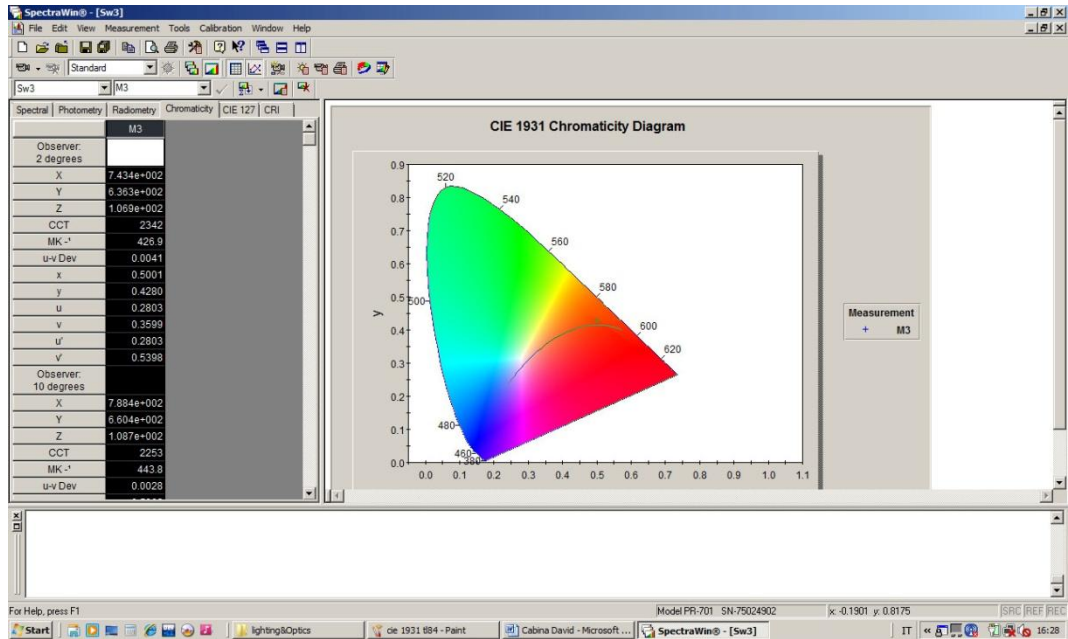 SpectraWin® - [Sw3]
File Edit View Measurement Tools Calibration Window Help
Standard
Sw3 M3
Spectral Photometry Radiometry Chromaticity CIE 127 CRI
M3
Observer:
2 degrees
X 7.434e+002
Y 6.363e+002
Z 1.069e+002
CCT 2342
MK -' 426.9
u-v Dev 0.0041
x 0.5001
y 0.4280
u 0.2803
v 0.3599
u' 0.2803
v' 0.5398
Observer:
10 degrees
X 7.884e+002
Y 6.604e+002
Z 1.087e+002
CCT 2253
MK -' 443.8
u-v Dev 0.0028
CIE 1931 Chromaticity Diagram
0.9
0.8
0.7
0.6
0.5
0.4
0.3
0.2
0.1
0.0
y
520
540
560
580
600
620
500
480
460
380
0.0 0.1 0.2 0.3 0.4 0.5 0.6 0.7 0.8 0.9 1.0 1.1
Measurement
+ M3
For Help, press F1
Model PR-701 SN-75024902
x: -0.1901 y: 0.8175
SRC REF REC
Start
lighting&Optics
cie 1931 tl84 - Paint
Cabina David - Microsoft ...
SpectraWin® - [Sw3]
IT
16:28